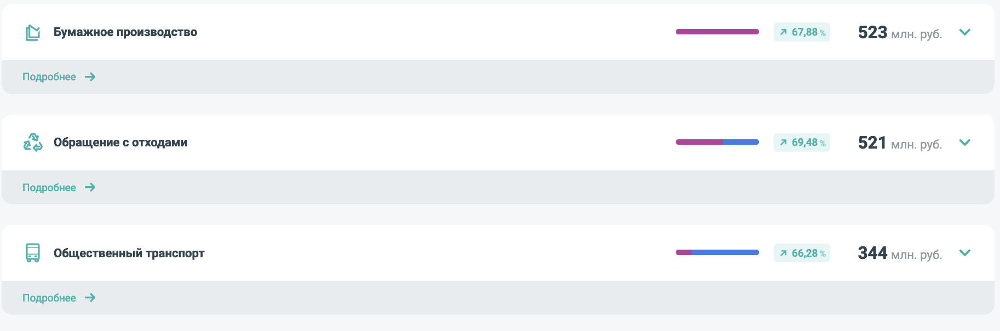 Бумажное производство 67,88 % 523 млн. руб.
Подробнее
Обращение с отходами 69,48 % 521 млн. руб.
Подробнее
Общественный транспорт 66,28 % 344 млн. руб.
Подробнее